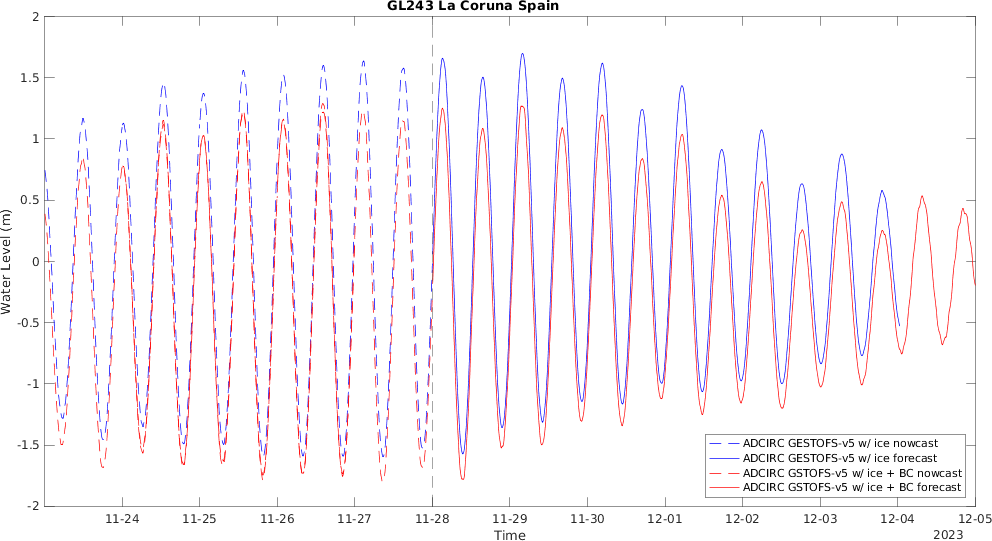 GL243 La Coruna Spain
2
1.5
1
0.5
0
-0.5
-1
-1.5
-2
Water Level (m)
ADCIRC GESTOFS-v5 w/ ice nowcast
ADCIRC GESTOFS-v5 w/ ice forecast
ADCIRC GSTOFS-v5 w/ ice + BC nowcast
ADCIRC GSTOFS-v5 w/ ice + BC forecast
11-24 11-25 11-26 11-27 11-28 11-29 11-30 12-01 12-02 12-03 12-04 12-05
Time
2023